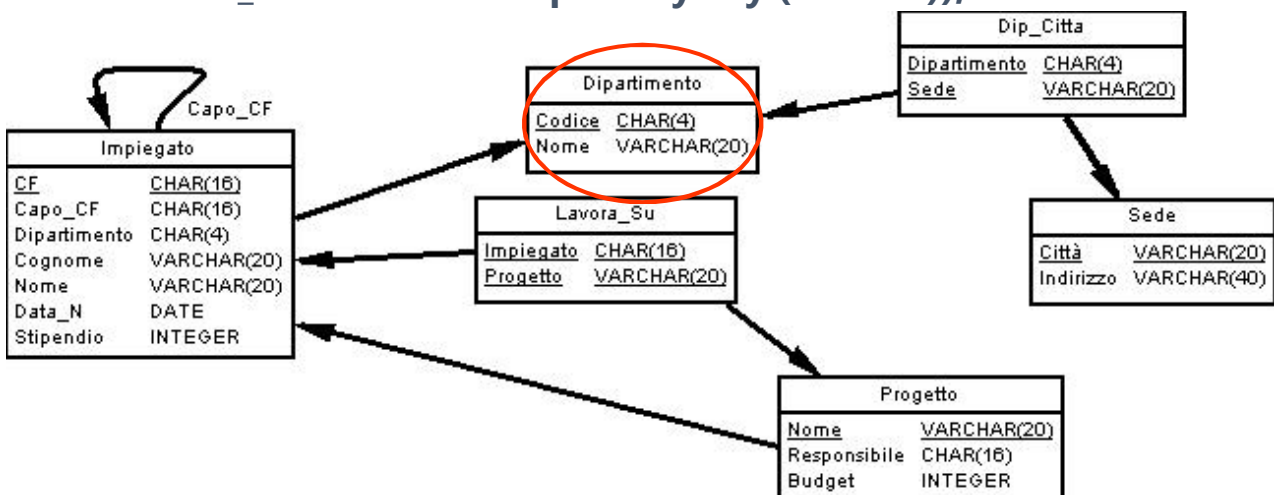 Dip_Citta
Dipartimento CHAR(4)
Sede VARCHAR(20)
Dipartimento
Codice CHAR(4)
Nome VARCHAR(20)
Capo_CF
Impiegato
CF CHAR(16)
Capo_CF CHAR(16)
Dipartimento CHAR(4)
Cognome VARCHAR(20)
Nome VARCHAR(20)
Data_N DATE
Stipendio INTEGER
Lavora_Su
Impiegato CHAR(16)
Progetto VARCHAR(20)
Sede
Città VARCHAR(20)
Indirizzo VARCHAR(40)
Progetto
Nome VARCHAR(20)
Responsibile CHAR(16)
Budget INTEGER